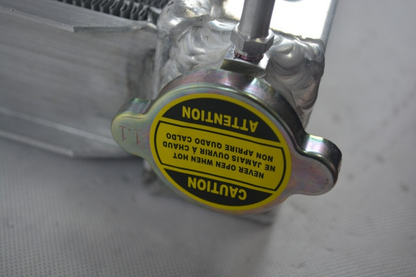 CAUTION
NEVER OPEN WHEN HOT
NE JAMAIS OUVRIR À CHAUD
NON APRIRE QUADO CALDO
ATTENTION